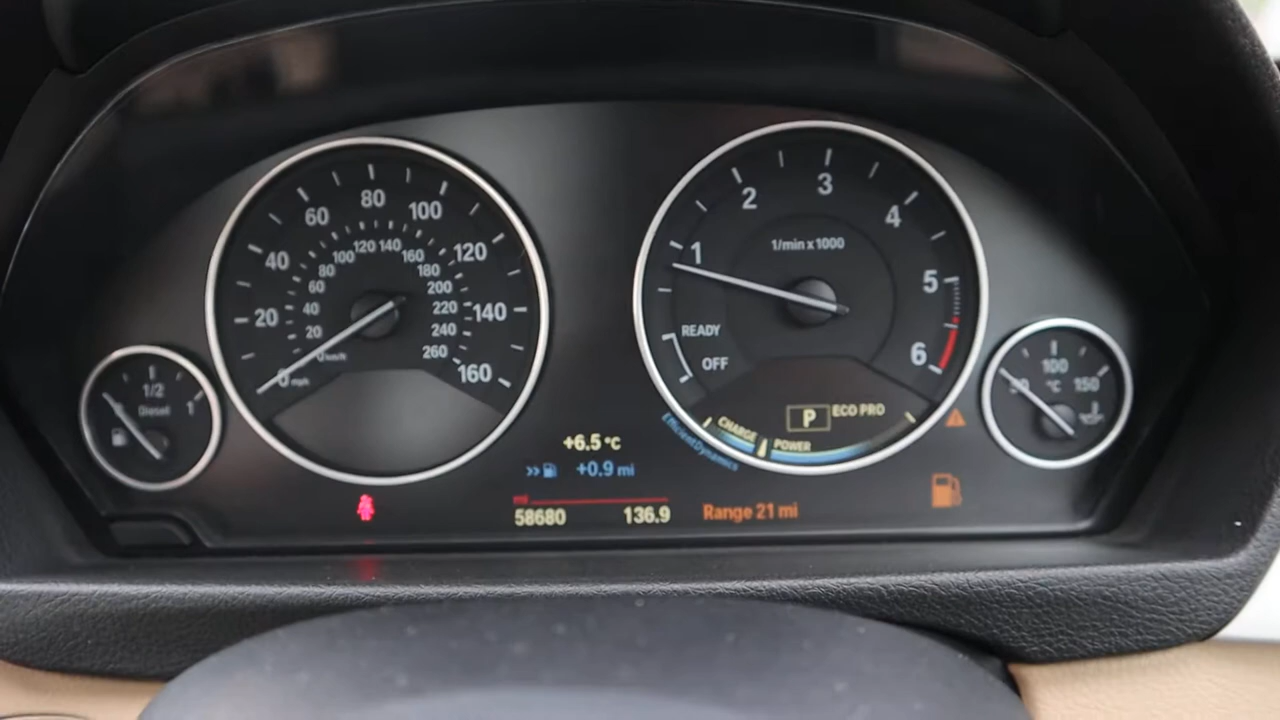 80
60
100
40
120
20
140
160
0 mph
120 140
100
160
80
180
60
200
40
220
20
240
0 km/h
260
1/2
Diesel
1
3
2
4
1
5
6
1/min x 1000
READY
OFF
P
ECO PRO
CHARGE
POWER
EfficientDynamics
100
150
°C
+6.5 °C
>> +0.9 mi
58680
136.9
Range 21 mi